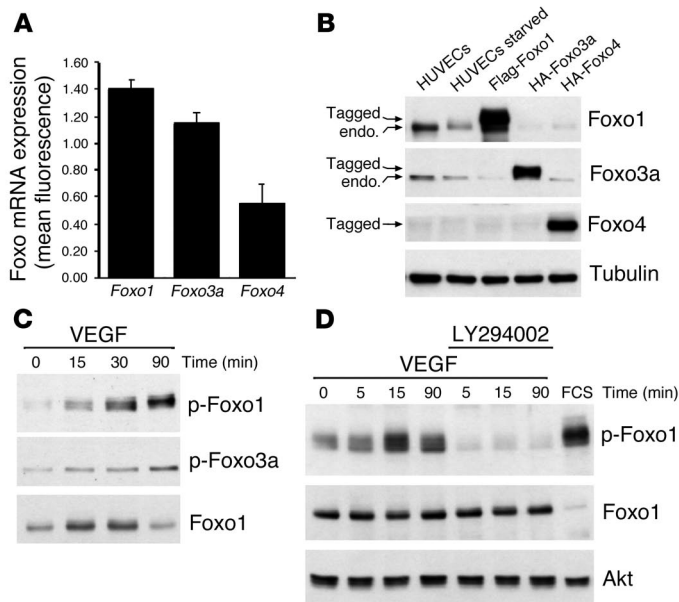 A
Foxo mRNA expression
(mean fluorescence)
1.60
1.40
1.20
1.00
0.80
0.60
0.40
0.20
0.00
Foxo1 Foxo3a Foxo4
B
HUVECs
HUVECs starved
Flag-Foxo1
HA-Foxo3a
HA-Foxo4
Tagged
endo.
Foxo1
Tagged
endo.
Foxo3a
Tagged
Foxo4
Tubulin
C
VEGF
0 15 30 90 Time (min)
p-Foxo1
p-Foxo3a
Foxo1
D
LY294002
VEGF
0 5 15 90 5 15 90 FCS Time (min)
p-Foxo1
Foxo1
Akt